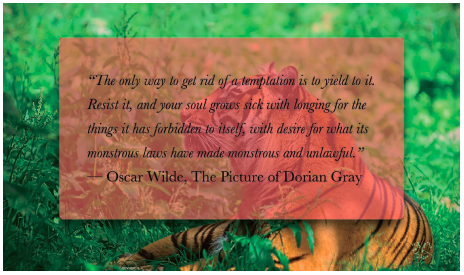 “The only way to get rid of a temptation is to yield to it.
Resist it, and your soul grows sick with longing for the
things it has forbidden to itself, with desire for what its
monstrous laws have made monstrous and unlawful.”
— Oscar Wilde, The Picture of Dorian Gray